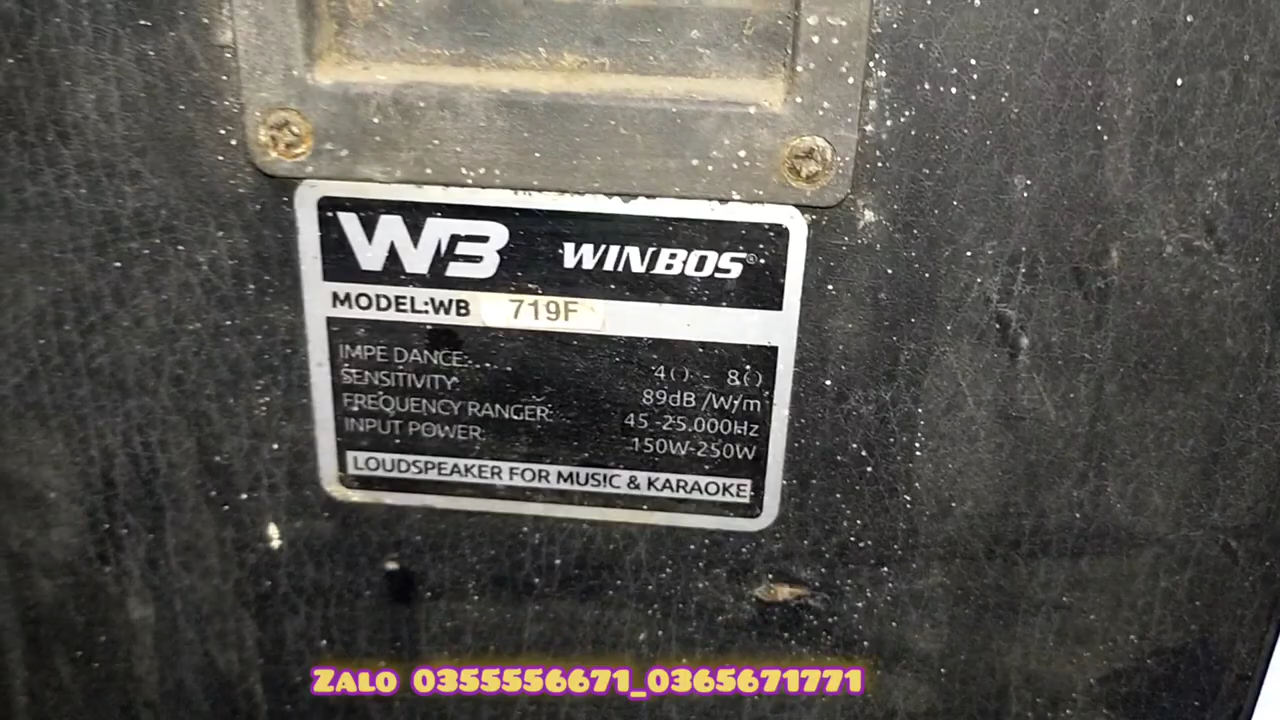 WB WINBOS®
MODEL:WB 719F
IMPE DANCE: 4() - 8()
SENSITIVITY: 89dB /W/m
FREQUENCY RANGER: 45-25.000Hz
INPUT POWER: 150W-250W
LOUDSPEAKER FOR MUSIC & KARAOKE
ZALO 0355556671_0365671771